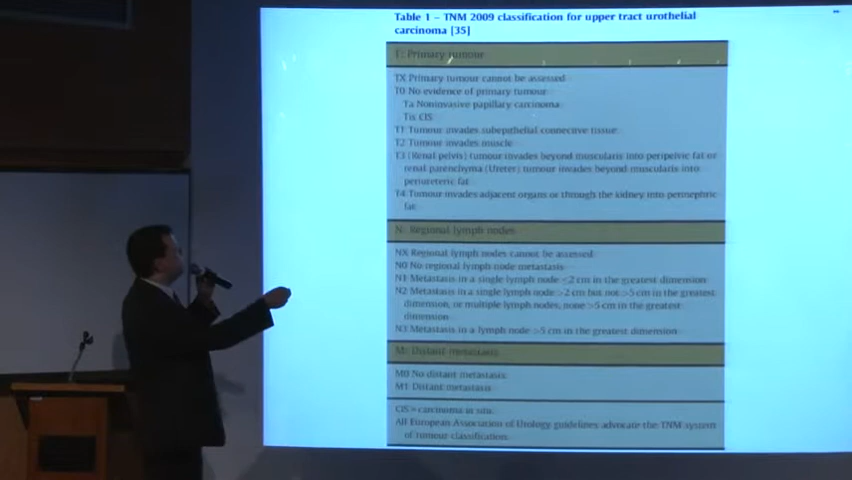 Table 1 – TNM 2009 classification for upper tract urothelial
carcinoma [35]
T: Primary tumour
TX Primary tumour cannot be assessed
T0 No evidence of primary tumour
Ta Noninvasive papillary carcinoma
Tis CIS
T1 Tumour invades subepithelial connective tissue
T2 Tumour invades muscle
T3 (Renal pelvis) tumour invades beyond muscularis into peripelvic fat or
renal parenchyma (Ureter) tumour invades beyond muscularis into
periureteric fat
T4 Tumour invades adjacent organs or through the kidney into perinephric
fat
N: Regional lymph nodes
NX Regional lymph nodes cannot be assessed
N0 No regional lymph node metastasis
N1 Metastasis in a single lymph node ≤2 cm in the greatest dimension
N2 Metastasis in a single lymph node >2 cm but not >5 cm in the greatest
dimension, or multiple lymph nodes, none >5 cm in the greatest
dimension
N3 Metastasis in a lymph node >5 cm in the greatest dimension
M: Distant metastasis
M0 No distant metastasis
M1 Distant metastasis
CIS = carcinoma in situ.
All European Association of Urology guidelines advocate the TNM system
of tumour classification.